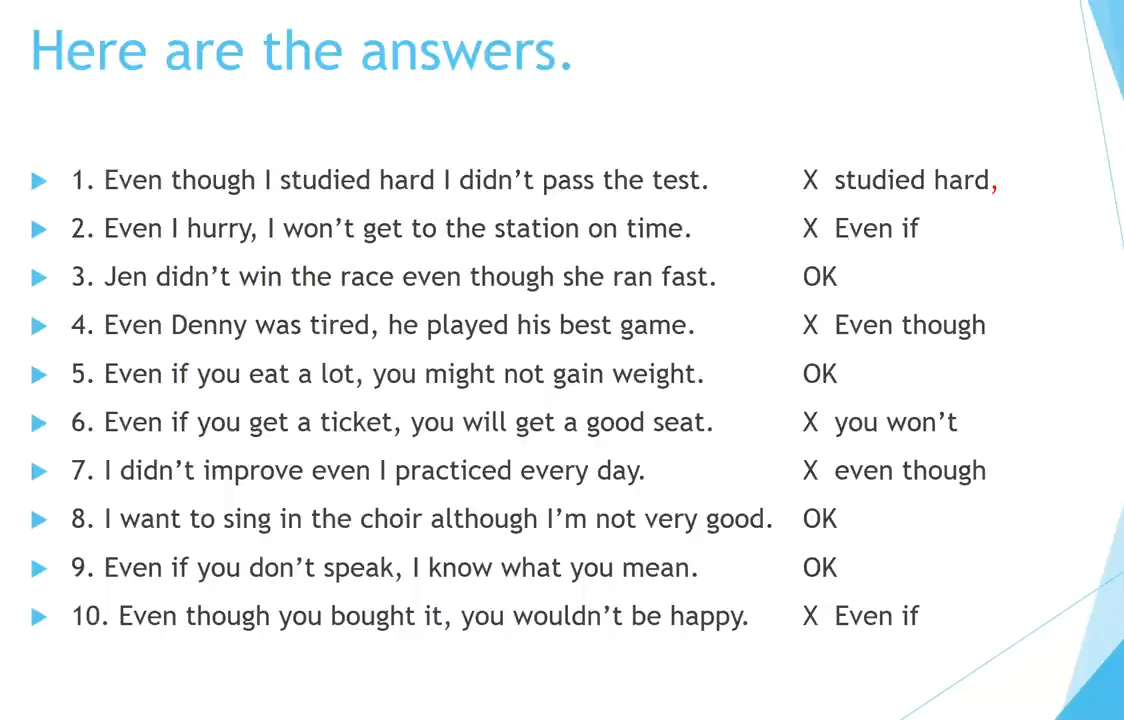 Here are the answers.
1. Even though I studied hard I didn’t pass the test. X studied hard,
2. Even I hurry, I won’t get to the station on time. X Even if
3. Jen didn’t win the race even though she ran fast. OK
4. Even Denny was tired, he played his best game. X Even though
5. Even if you eat a lot, you might not gain weight. OK
6. Even if you get a ticket, you will get a good seat. X you won’t
7. I didn’t improve even I practiced every day. X even though
8. I want to sing in the choir although I’m not very good. OK
9. Even if you don’t speak, I know what you mean. OK
10. Even though you bought it, you wouldn’t be happy. X Even if